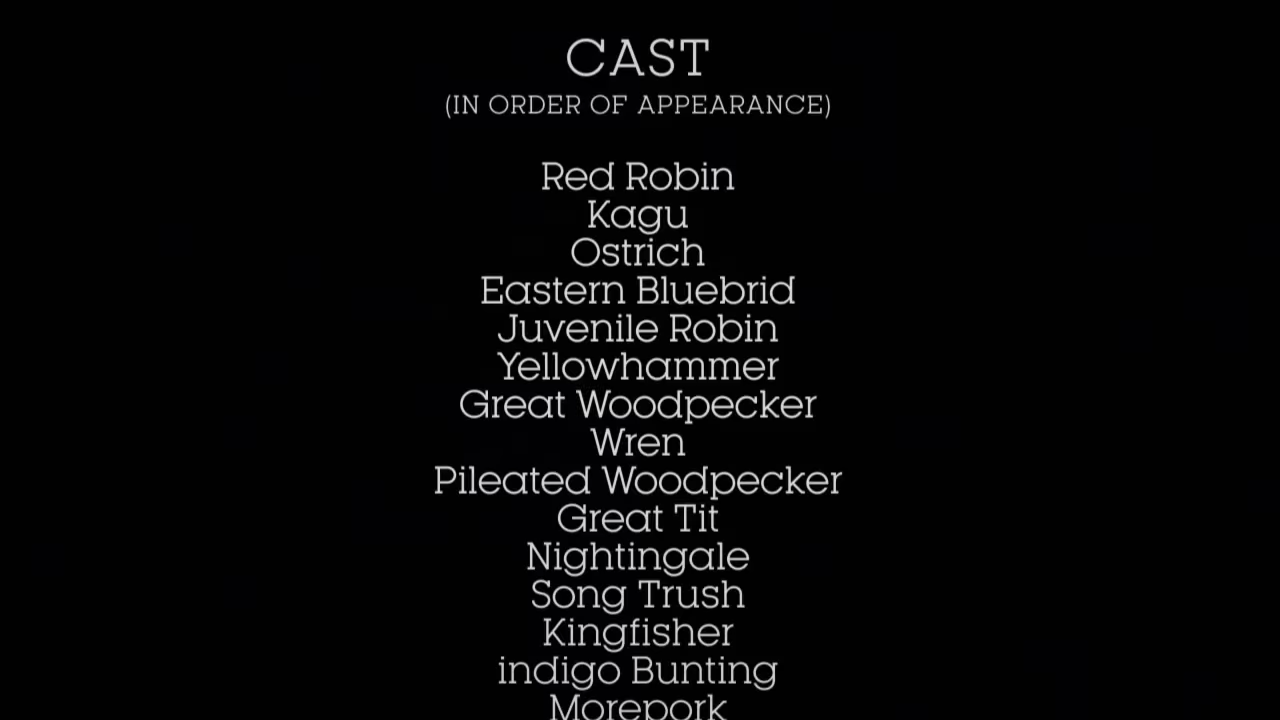 CAST
(IN ORDER OF APPEARANCE)
Red Robin
Kagu
Ostrich
Eastern Bluebrid
Juvenile Robin
Yellowhammer
Great Woodpecker
Wren
Pileated Woodpecker
Great Tit
Nightingale
Song Trush
Kingfisher
indigo Bunting
Morepork